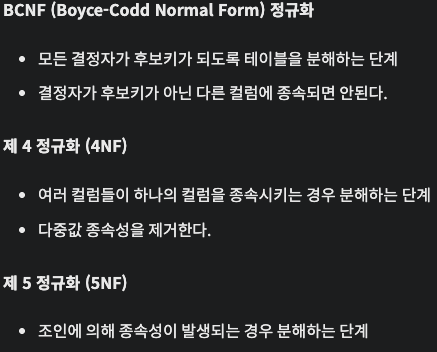 BCNF (Boyce-Codd Normal Form) 정규화
• 모든 결정자가 후보키가 되도록 테이블을 분해하는 단계
• 결정자가 후보키가 아닌 다른 컬럼에 종속되면 안된다.
제 4 정규화 (4NF)
• 여러 컬럼들이 하나의 컬럼을 종속시키는 경우 분해하는 단계
• 다중값 종속성을 제거한다.
제 5 정규화 (5NF)
• 조인에 의해 종속성이 발생되는 경우 분해하는 단계